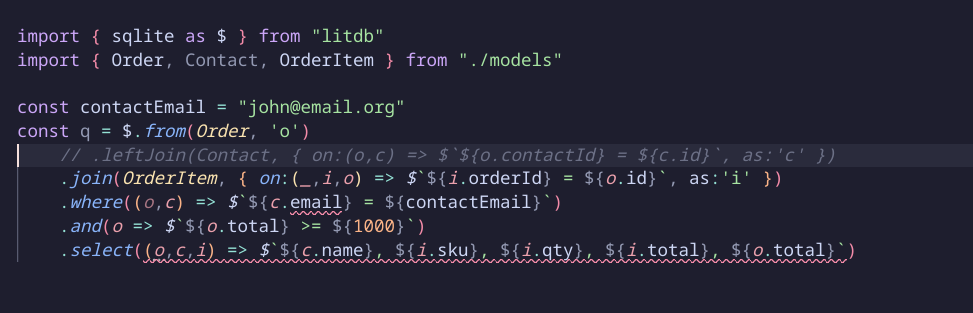 import { sqlite as $ } from "litdb"
import { Order, Contact, OrderItem } from "./models"

const contactEmail = "john@email.org"
const q = $.from(Order, 'o')
    // .leftJoin(Contact, { on:(o,c) => $`${o.contactId} = ${c.id}`, as:'c' })
    .join(OrderItem, { on:(_,i,o) => $`${i.orderId} = ${o.id}`, as:'i' })
    .where((o,c) => $`${c.email} = ${contactEmail}`)
    .and(o => $`${o.total} >= ${1000}`)
    .select((o,c,i) => $`${c.name}, ${i.sku}, ${i.qty}, ${i.total}, ${o.total}`)